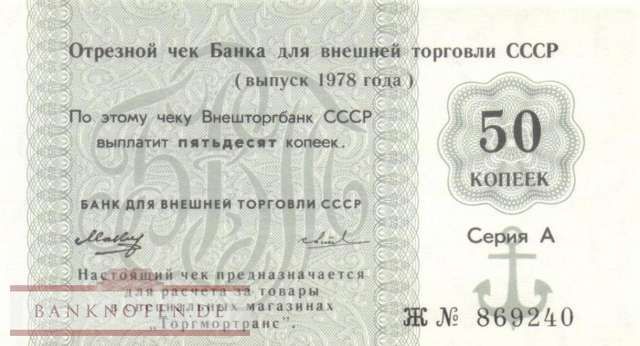 Отрезной чек Банка для внешней торговли СССР
(выпуск 1978 года)
По этому чеку Внешторгбанк СССР
выплатит пятьдесят копеек.
50
КОПЕЕК
БАНК ДЛЯ ВНЕШНЕЙ ТОРГОВЛИ СССР
Серия А
Настоящий чек предназначается
для расчета за товары
в специальных магазинах
„Торгмортранс".
Ж № 869240
BANKNOTEN.DE